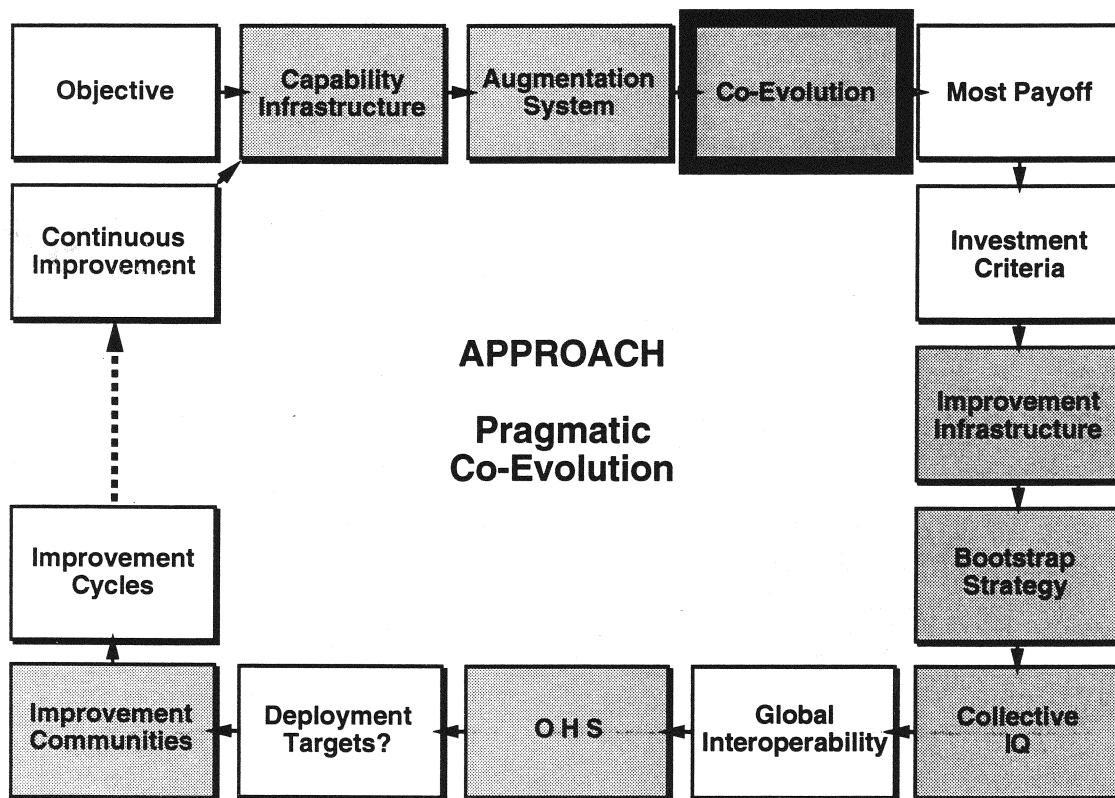 Objective
Capability
Infrastructure
Augmentation
System
Co-Evolution
Most Payoff
Continuous
Improvement
Investment
Criteria
APPROACH
Pragmatic
Co-Evolution
Improvement
Infrastructure
Improvement
Cycles
Bootstrap
Strategy
Improvement
Communities
Deployment
Targets?
O H S
Global
Interoperability
Collective
IQ